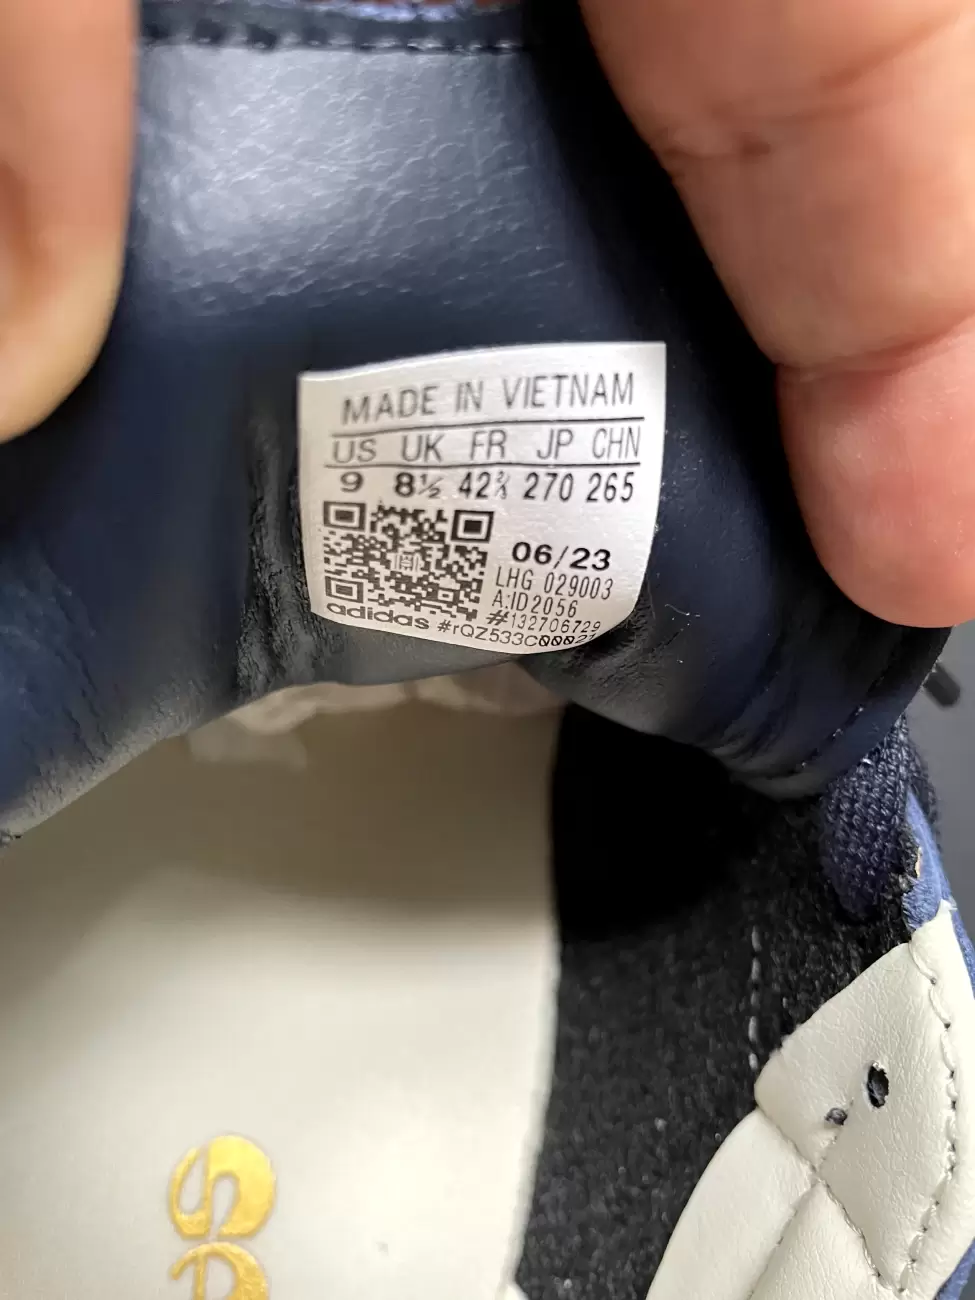 MADE IN VIETNAM
US UK FR JP CHN
9 8½ 42⅔ 270 265
06/23
LHG 029003
A:ID2056
#132706729
adidas #rQZ533C00021